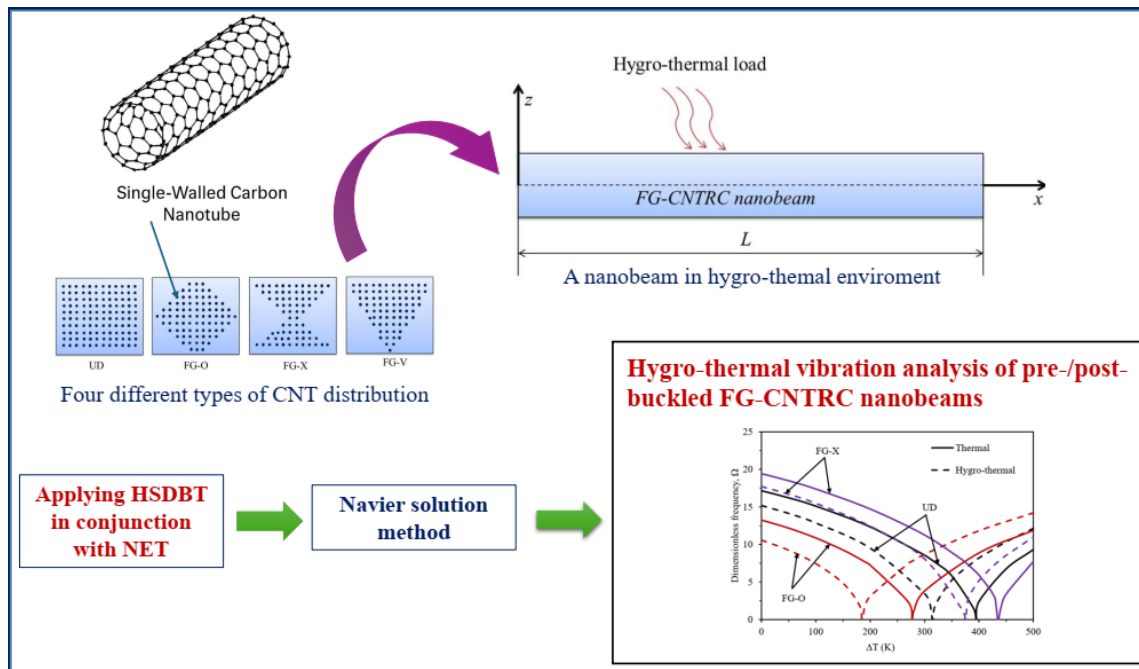 Hygro-thermal load
z
Single-Walled Carbon
Nanotube
FG-CNTRC nanobeam
x
L
A nanobeam in hygro-themal enviroment
UD
FG-O
FG-X
FG-V
Four different types of CNT distribution
Applying HSDBT
in conjunction
with NET
Navier solution
method
Hygro-thermal vibration analysis of pre-/post-
buckled FG-CNTRC nanobeams
Dimensionless frequency, Ω
25
20
15
10
5
0
FG-X
Thermal
Hygro-thermal
UD
FG-O
0
100
200
300
400
500
ΔT (K)